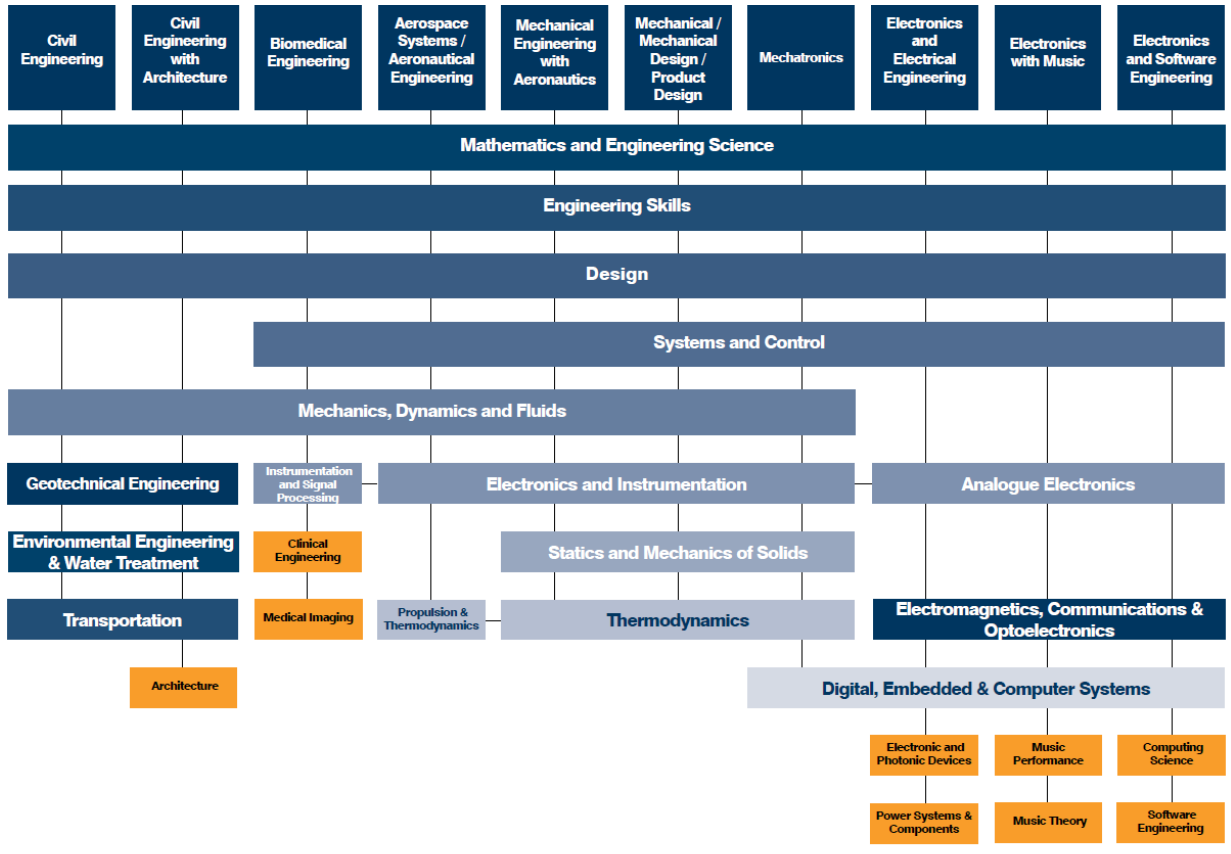 Civil
Engineering
Civil
Engineering
with
Architecture
Biomedical
Engineering
Aerospace
Systems /
Aeronautical
Engineering
Mechanical
Engineering
with
Aeronautics
Mechanical /
Mechanical
Design /
Product
Design
Mechatronics
Electronics
and
Electrical
Engineering
Electronics
with Music
Electronics
and Software
Engineering
Mathematics and Engineering Science
Engineering Skills
Design
Systems and Control
Mechanics, Dynamics and Fluids
Geotechnical Engineering
Instrumentation
and Signal
Processing
Electronics and Instrumentation
Analogue Electronics
Environmental Engineering
& Water Treatment
Clinical
Engineering
Statics and Mechanics of Solids
Transportation
Medical Imaging
Propulsion &
Thermodynamics
Thermodynamics
Electromagnetics, Communications &
Optoelectronics
Architecture
Digital, Embedded & Computer Systems
Electronic and
Photonic Devices
Music
Performance
Computing
Science
Power Systems &
Components
Music Theory
Software
Engineering